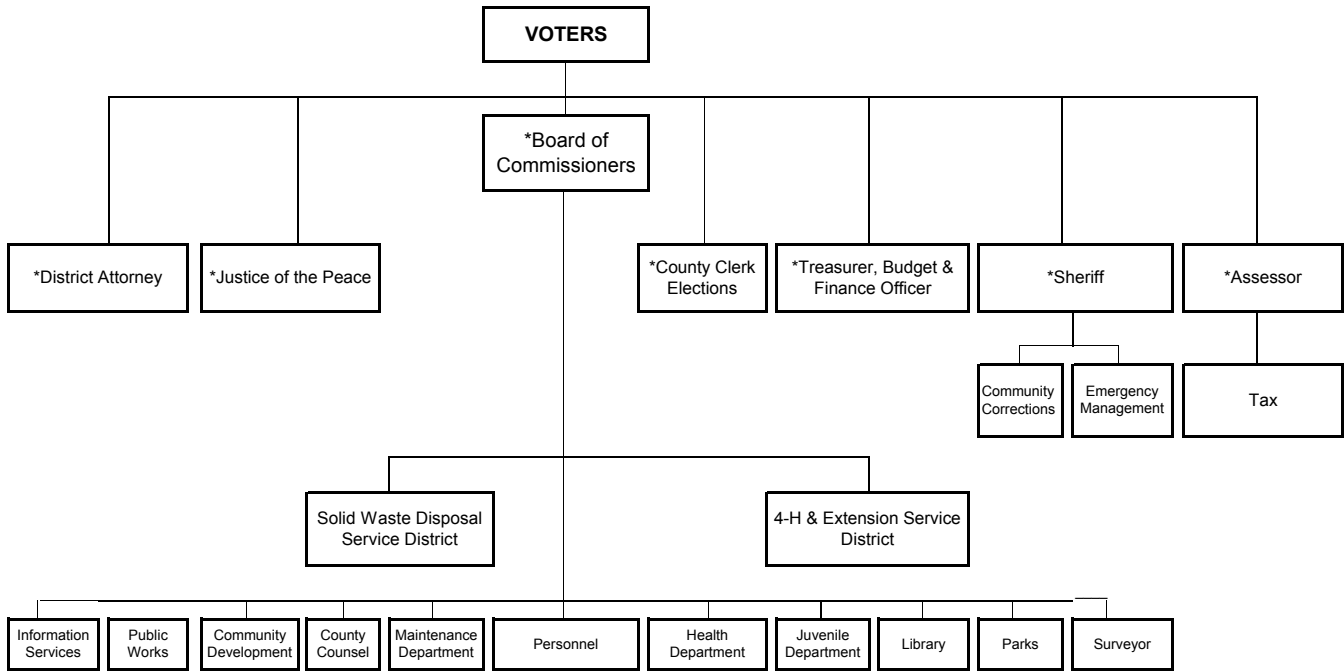 VOTERS
*Board of
Commissioners
*District Attorney
*Justice of the Peace
*County Clerk
Elections
*Treasurer, Budget &
Finance Officer
*Sheriff
*Assessor
Community
Corrections
Emergency
Management
Tax
Solid Waste Disposal
Service District
4-H & Extension Service
District
Information
Services
Public
Works
Community
Development
County
Counsel
Maintenance
Department
Personnel
Health
Department
Juvenile
Department
Library
Parks
Surveyor